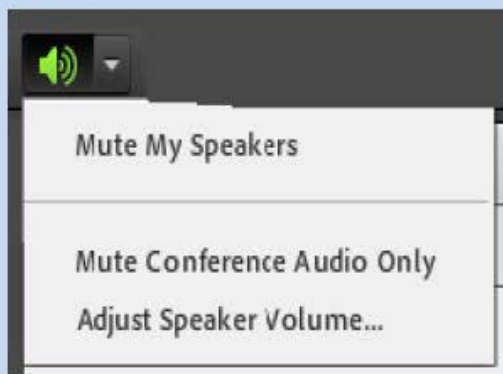 Mute My Speakers
Mute Conference Audio Only
Adjust Speaker Volume...